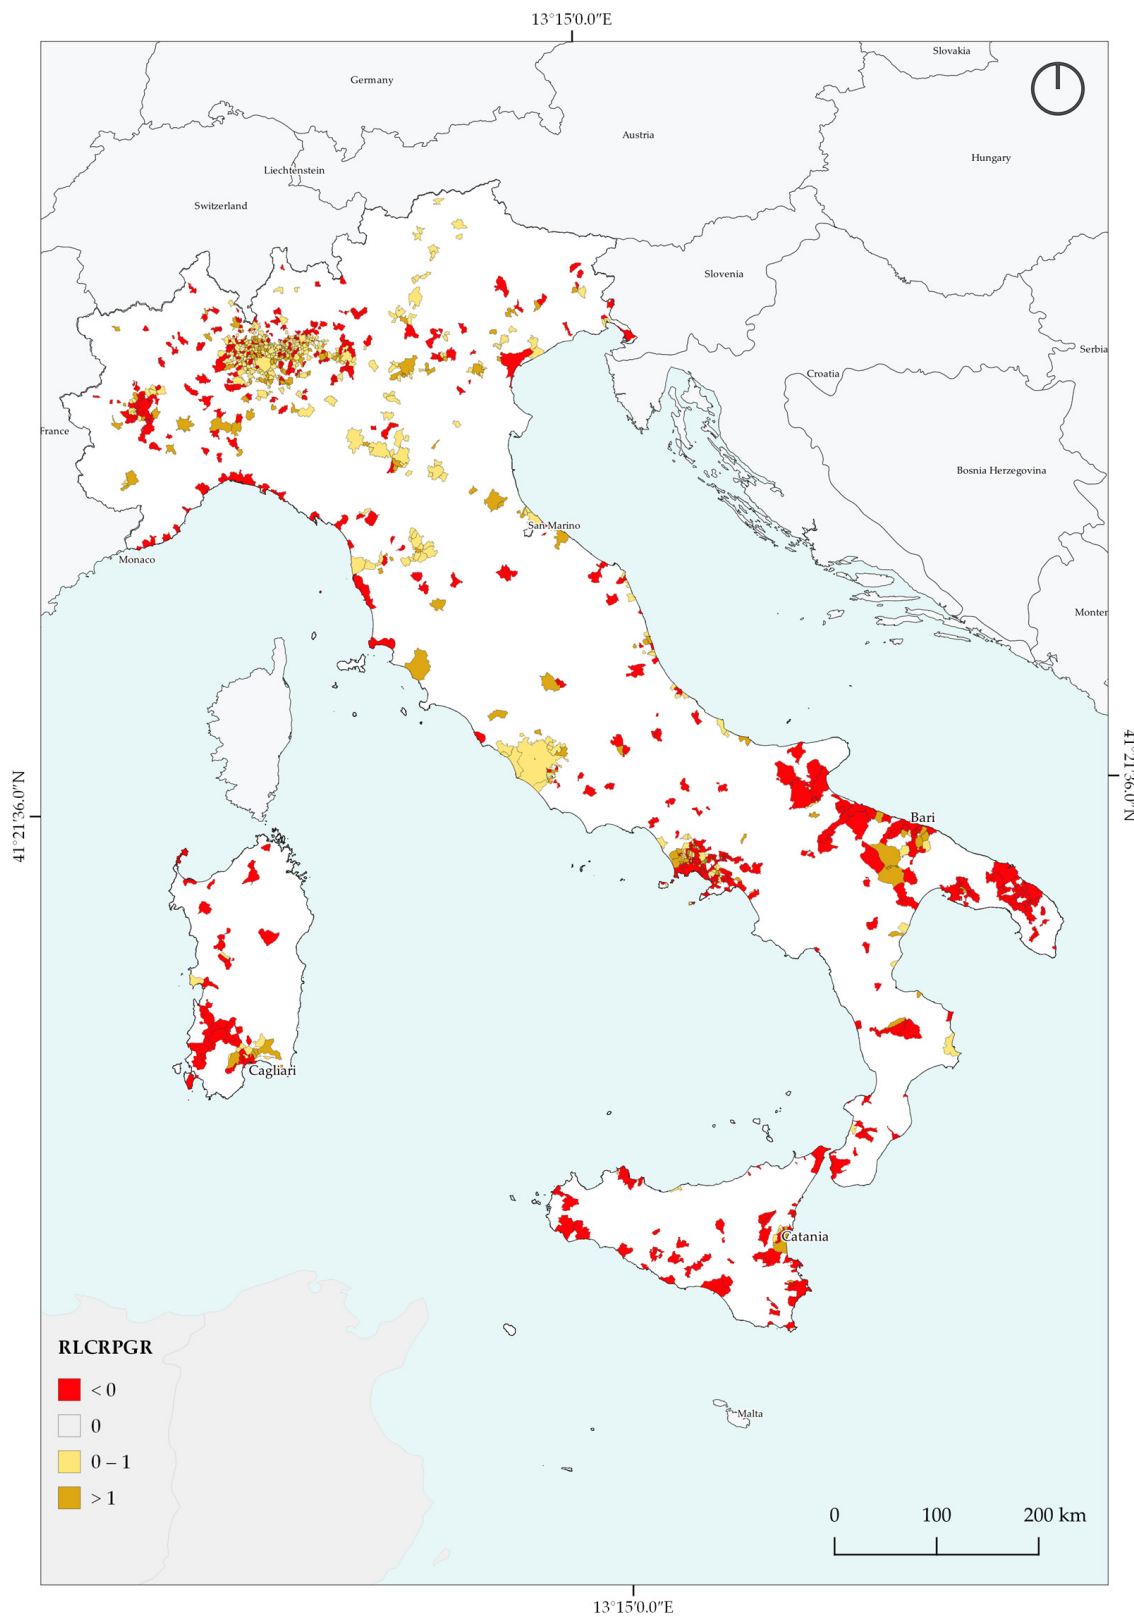 13°15′0.0″E
Slovakia
Germany
Austria
Hungary
Liechtenstein
Switzerland
Slovenia
Serbia
Croatia
France
Bosnia Herzegovina
San Marino
Monaco
Monter
41°21′36.0″N
41°21′36.0″N
Bari
Cagliari
Catania
RLCRPGR
< 0
0
0 – 1
> 1
Malta
0 100 200 km
13°15′0.0″E